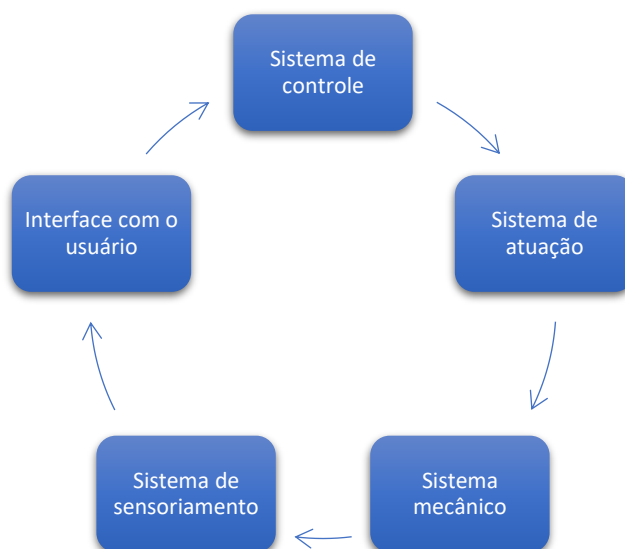 Sistema de
controle
Sistema de
atuação
Sistema
mecânico
Sistema de
sensoriamento
Interface com o
usuário